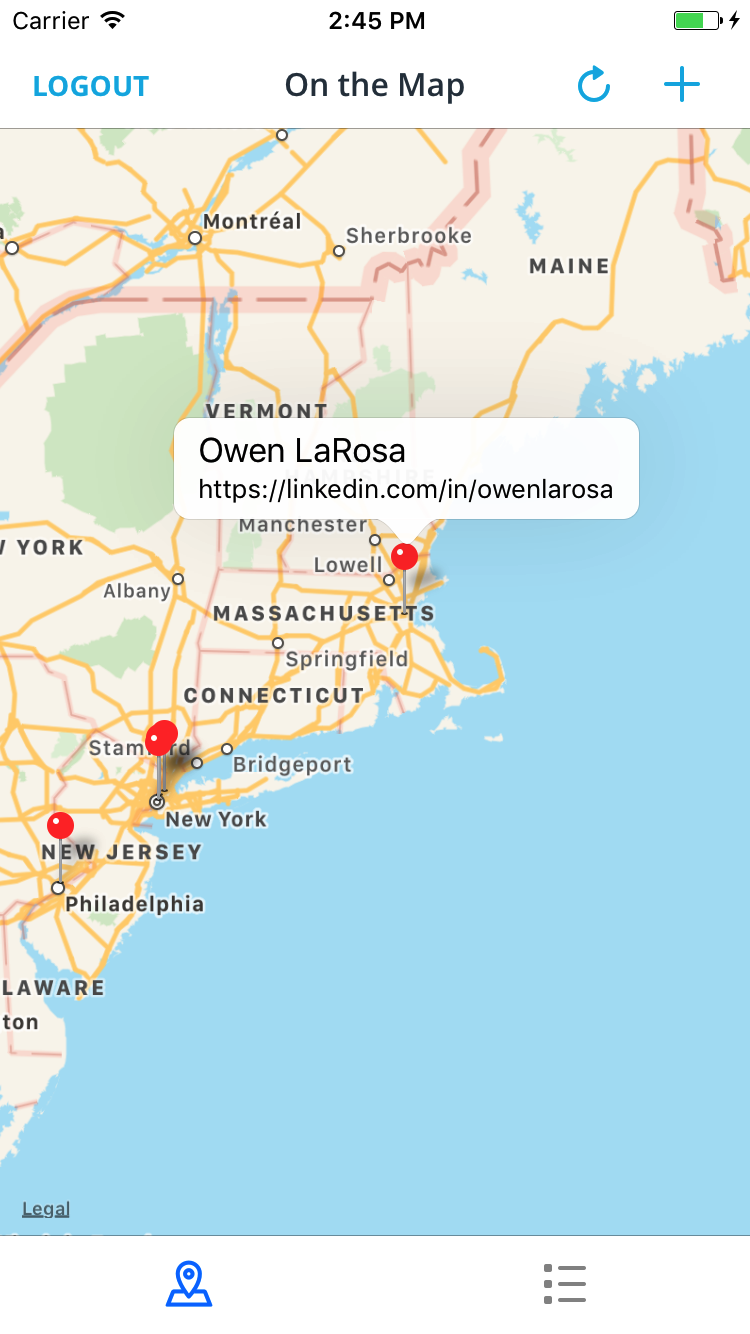 Carrier 2:45 PM
LOGOUT On the Map
Montréal
Sherbrooke
MAINE
VERMONT
Owen LaRosa
HAMPSHIRE
https://linkedin.com/in/owenlarosa
Manchester
YORK
Lowell
Albany
MASSACHUSETTS
Springfield
CONNECTICUT
Stamford
Bridgeport
New York
NEW JERSEY
Philadelphia
LAWARE
ton
Legal